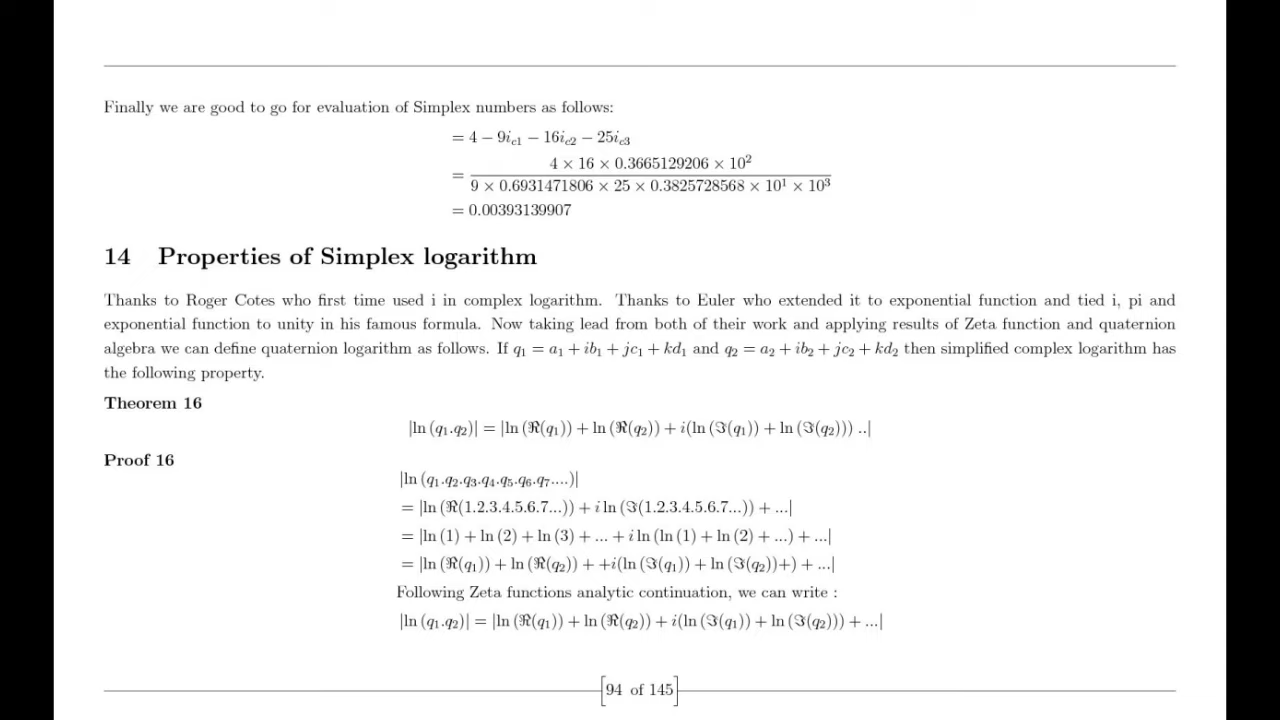 Finally we are good to go for evaluation of Simplex numbers as follows:
= 4 − 9i_{c1} − 16i_{c2} − 25i_{c3}
= \frac{4 × 16 × 0.3665129206 × 10^2}{9 × 0.6931471806 × 25 × 0.3825728568 × 10^1 × 10^3}
= 0.00393139907
14 Properties of Simplex logarithm
Thanks to Roger Cotes who first time used i in complex logarithm. Thanks to Euler who extended it to exponential function and tied i, pi and
exponential function to unity in his famous formula. Now taking lead from both of their work and applying results of Zeta function and quaternion
algebra we can define quaternion logarithm as follows. If q_1 = a_1 + ib_1 + jc_1 + kd_1 and q_2 = a_2 + ib_2 + jc_2 + kd_2 then simplified complex logarithm has
the following property.
Theorem 16
|ln (q_1.q_2)| = |ln (ℜ(q_1)) + ln (ℜ(q_2)) + i(ln (ℑ(q_1)) + ln (ℑ(q_2))) ..|
Proof 16
|ln (q_1.q_2.q_3.q_4.q_5.q_6.q_7....)|
= |ln (ℜ(1.2.3.4.5.6.7...)) + i ln (ℑ(1.2.3.4.5.6.7...)) + ...|
= |ln (1) + ln (2) + ln (3) + ... + i ln (ln (1) + ln (2) + ...) + ...|
= |ln (ℜ(q_1)) + ln (ℜ(q_2)) + +i(ln (ℑ(q_1)) + ln (ℑ(q_2))+) + ...|
Following Zeta functions analytic continuation, we can write :
|ln (q_1.q_2)| = |ln (ℜ(q_1)) + ln (ℜ(q_2)) + i(ln (ℑ(q_1)) + ln (ℑ(q_2))) + ...|
[94 of 145]